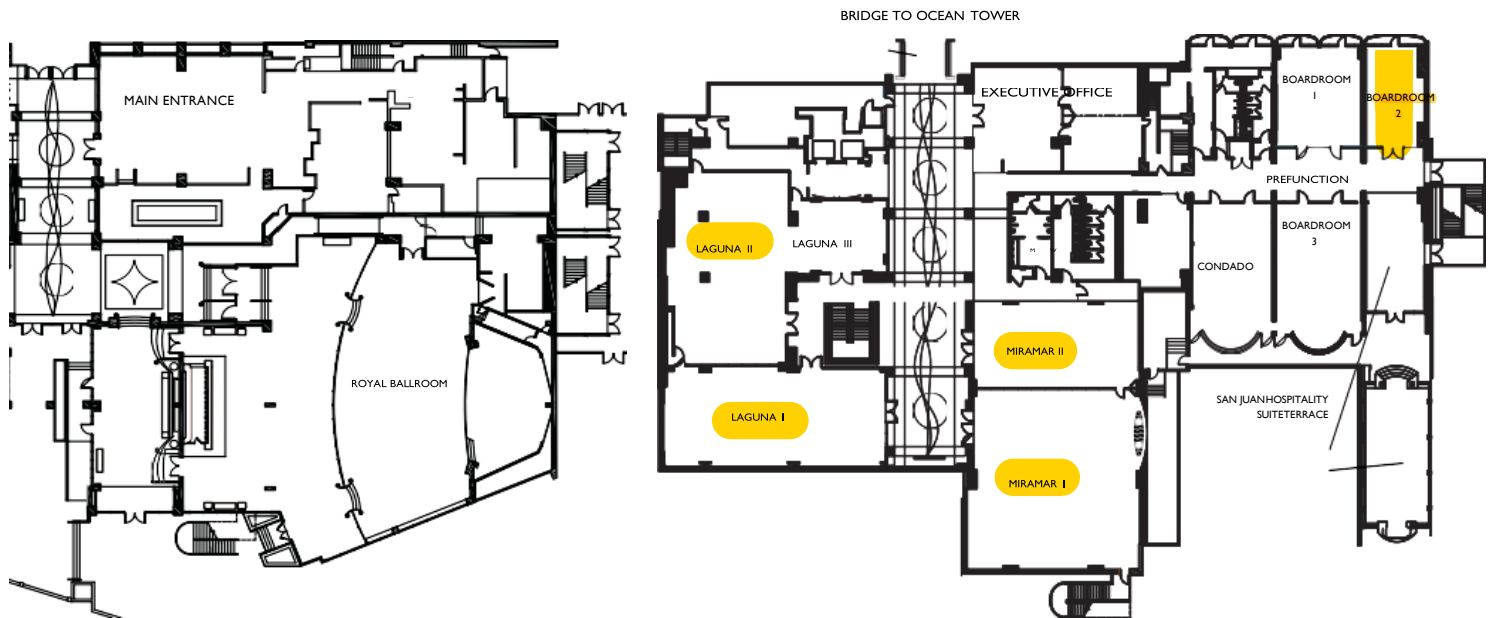 BRIDGE TO OCEAN TOWER
MAIN ENTRANCE
ROYAL BALLROOM
EXECUTIVE OFFICE
BOARDROOM
1
BOARDROOM
2
PREFUNCTION
LAGUNA II
LAGUNA III
M
W
BOARDROOM
3
CONDADO
MIRAMAR II
LAGUNA I
SAN JUANHOSPITALITY
SUITETERRACE
MIRAMAR I